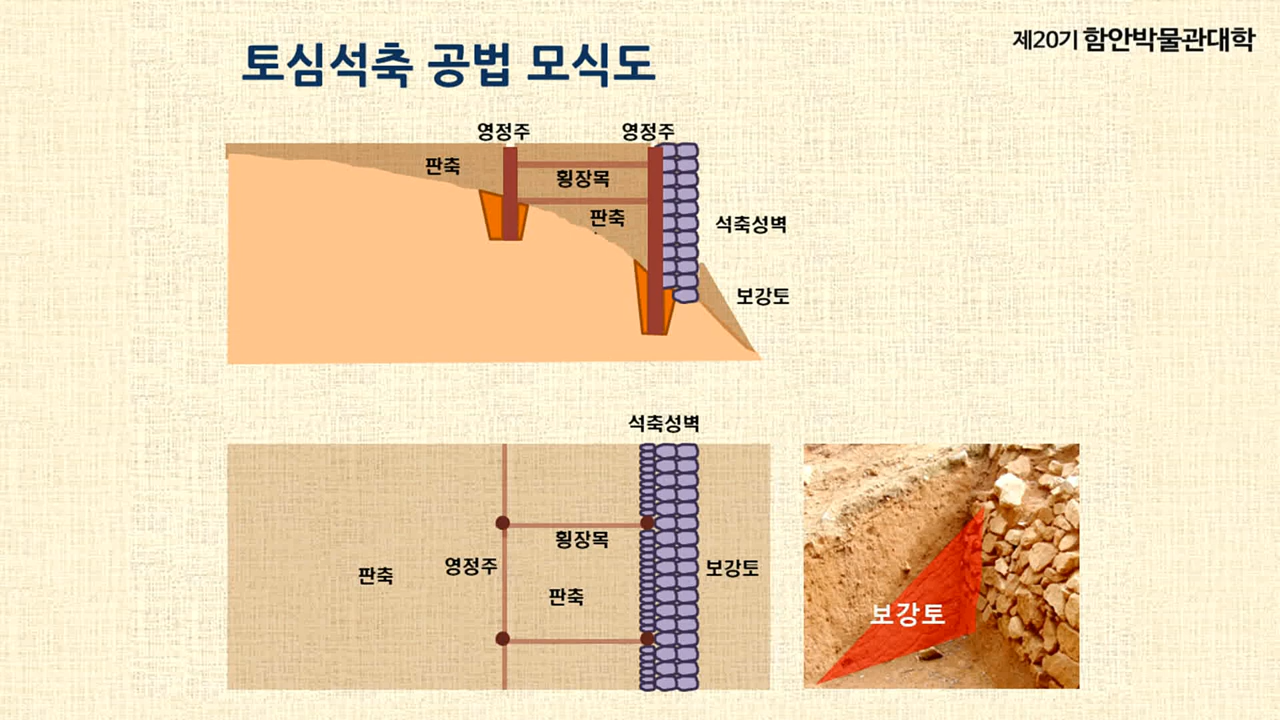 제20기 함안박물관대학
토심석축 공법 모식도
영정주
영정주
판축
횡장목
판축
석축성벽
보강토
석축성벽
횡장목
영정주
보강토
판축
판축
보강토